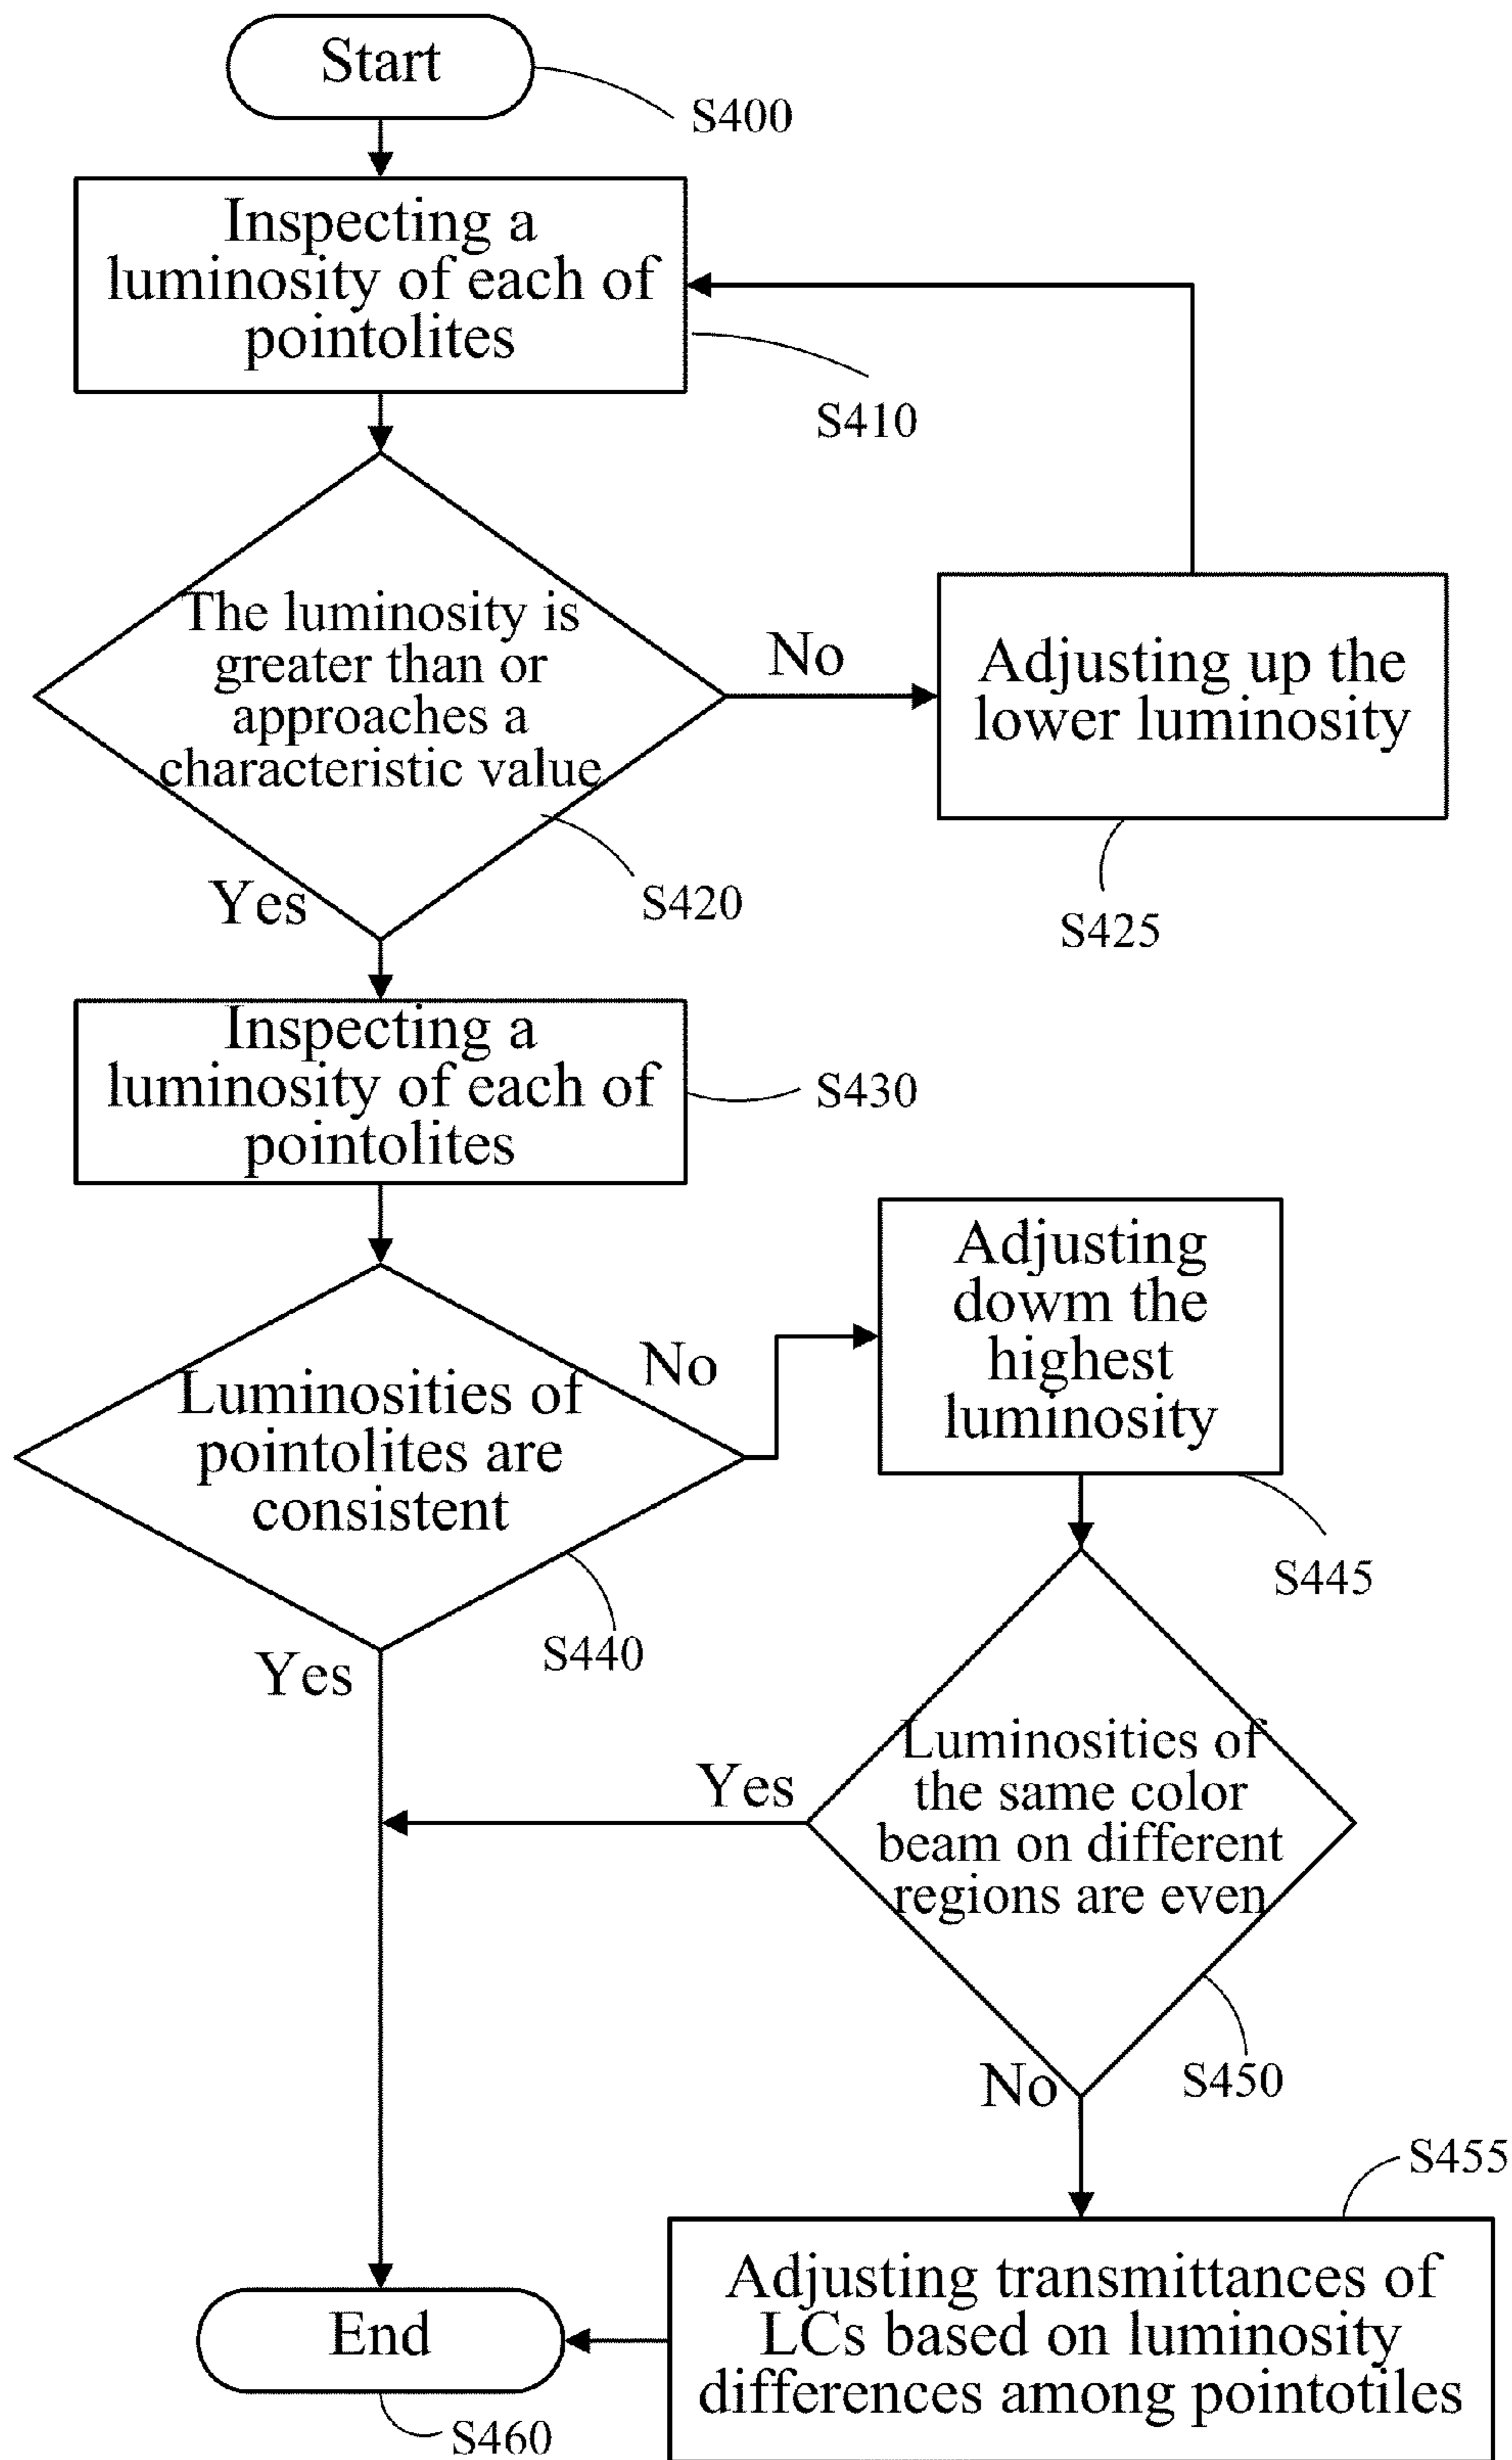 Start
S400
Inspecting a
luminosity of each of
pointolites
S410
The luminosity is
greater than or
approaches a
characteristic value
No
Adjusting up the
lower luminosity
S420
S425
Yes
Inspecting a
luminosity of each of
pointolites
S430
Luminosities of
pointolites are
consistent
No
Adjusting
dowm the
highest
luminosity
S440
S445
Yes
Luminosities of
the same color
beam on different
regions are even
Yes
S450
No
S455
Adjusting transmittances of
LCs based on luminosity
differences among pointotiles
End
S460